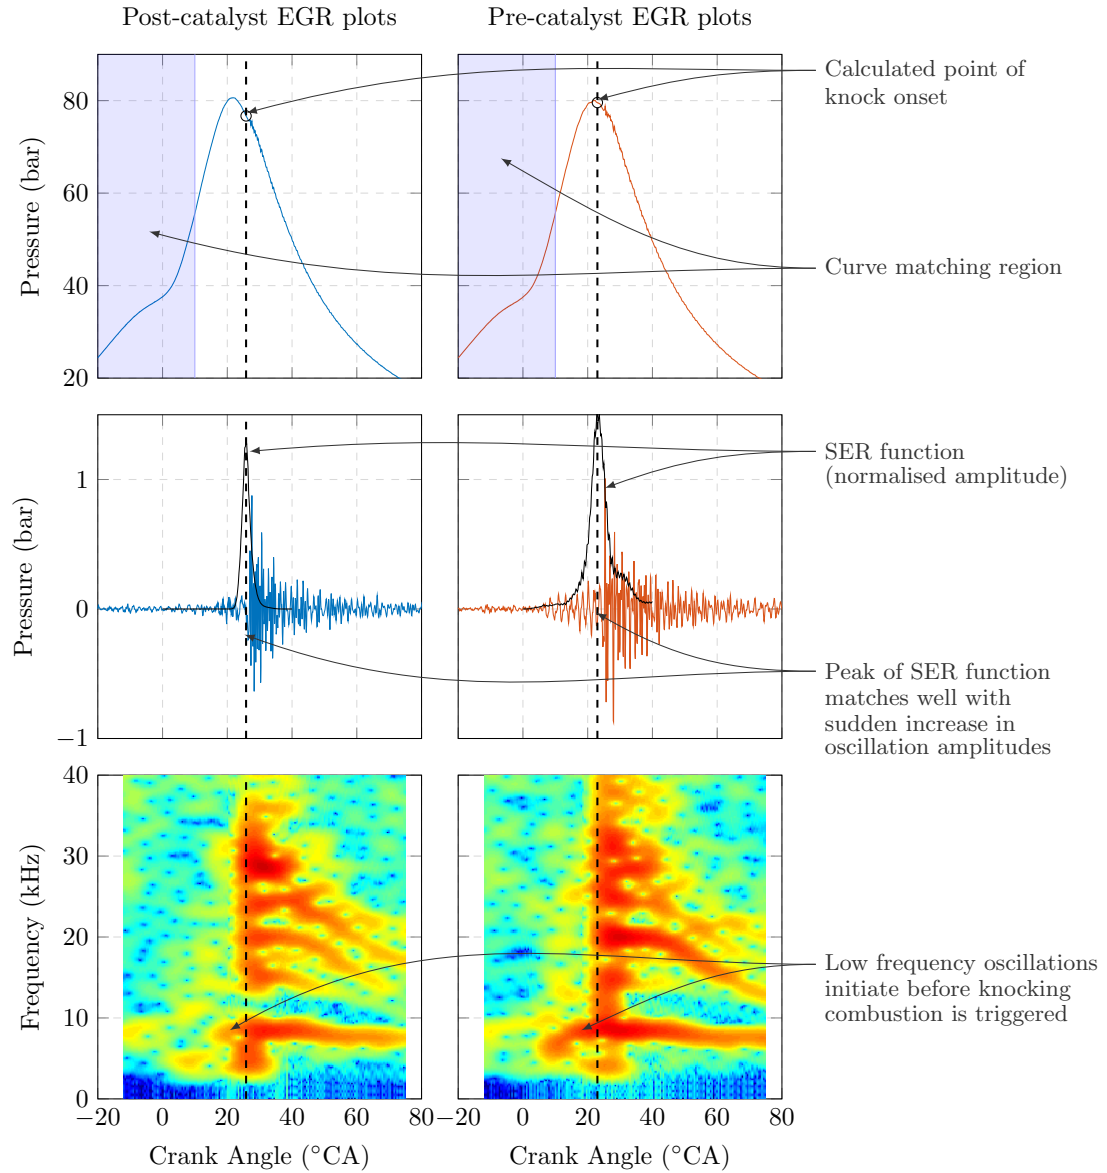 Post-catalyst EGR plots
Pre-catalyst EGR plots
80
60
40
20
Pressure (bar)
Calculated point of
knock onset
Curve matching region
1
0
−1
Pressure (bar)
SER function
(normalised amplitude)
Peak of SER function
matches well with
sudden increase in
oscillation amplitudes
40
30
20
10
0
Frequency (kHz)
Low frequency oscillations
initiate before knocking
combustion is triggered
−20 0 20 40 60 80
−20 0 20 40 60 80
Crank Angle (°CA)
Crank Angle (°CA)